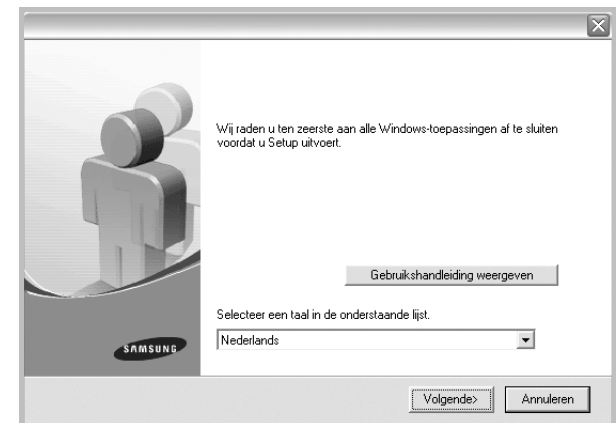 Wij raden u ten zeerste aan alle Windows-toepassingen af te sluiten
voordat u Setup uitvoert.
Gebruikshandleiding weergeven
Selecteer een taal in de onderstaande lijst.
Nederlands
SAMSUNG
Volgende>
Annuleren